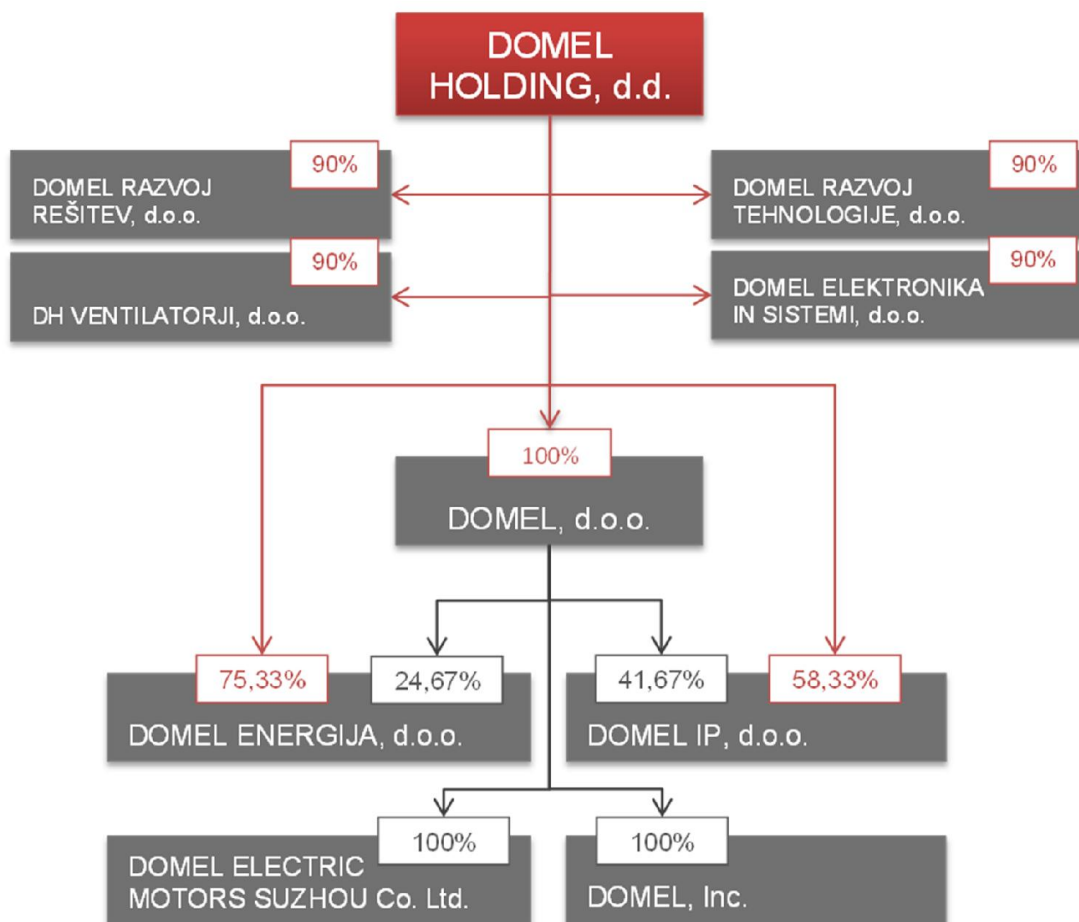 DOMEL
HOLDING, d.d.
90%
DOMEL RAZVOJ
REŠITEV, d.o.o.
90%
DOMEL RAZVOJ
TEHNOLOGIJE, d.o.o.
90%
DH VENTILATORJI, d.o.o.
90%
DOMEL ELEKTRONIKA
IN SISTEMI, d.o.o.
100%
DOMEL, d.o.o.
75,33%
24,67%
DOMEL ENERGIJA, d.o.o.
41,67%
58,33%
DOMEL IP, d.o.o.
100%
DOMEL ELECTRIC
MOTORS SUZHOU Co. Ltd.
100%
DOMEL, Inc.